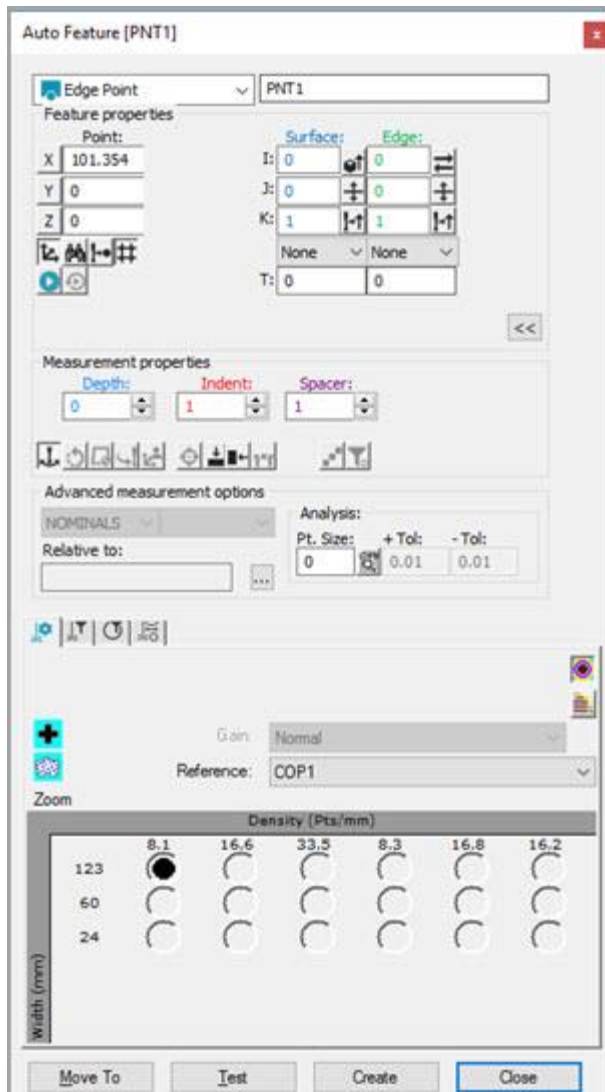 Auto Feature [PNT1]
x
Edge Point PNT1
Feature properties
Point: Surface: Edge:
X 101.354 I: 0 0
Y 0 J: 0 0
Z 0 K: 1 1
None None
T: 0 0
<<
Measurement properties
Depth: Indent: Spacer:
0 1 1
Advanced measurement options
NOMINALS
Analysis:
Relative to: Pt. Size: + Tol: - Tol:
0 0.01 0.01
...
Gain: Normal
Reference: COP1
Zoom
Density (Pts/mm)
8.1 16.6 33.5 8.3 16.8 16.2
123
60
24
Width (mm)
Move To Test Create Close